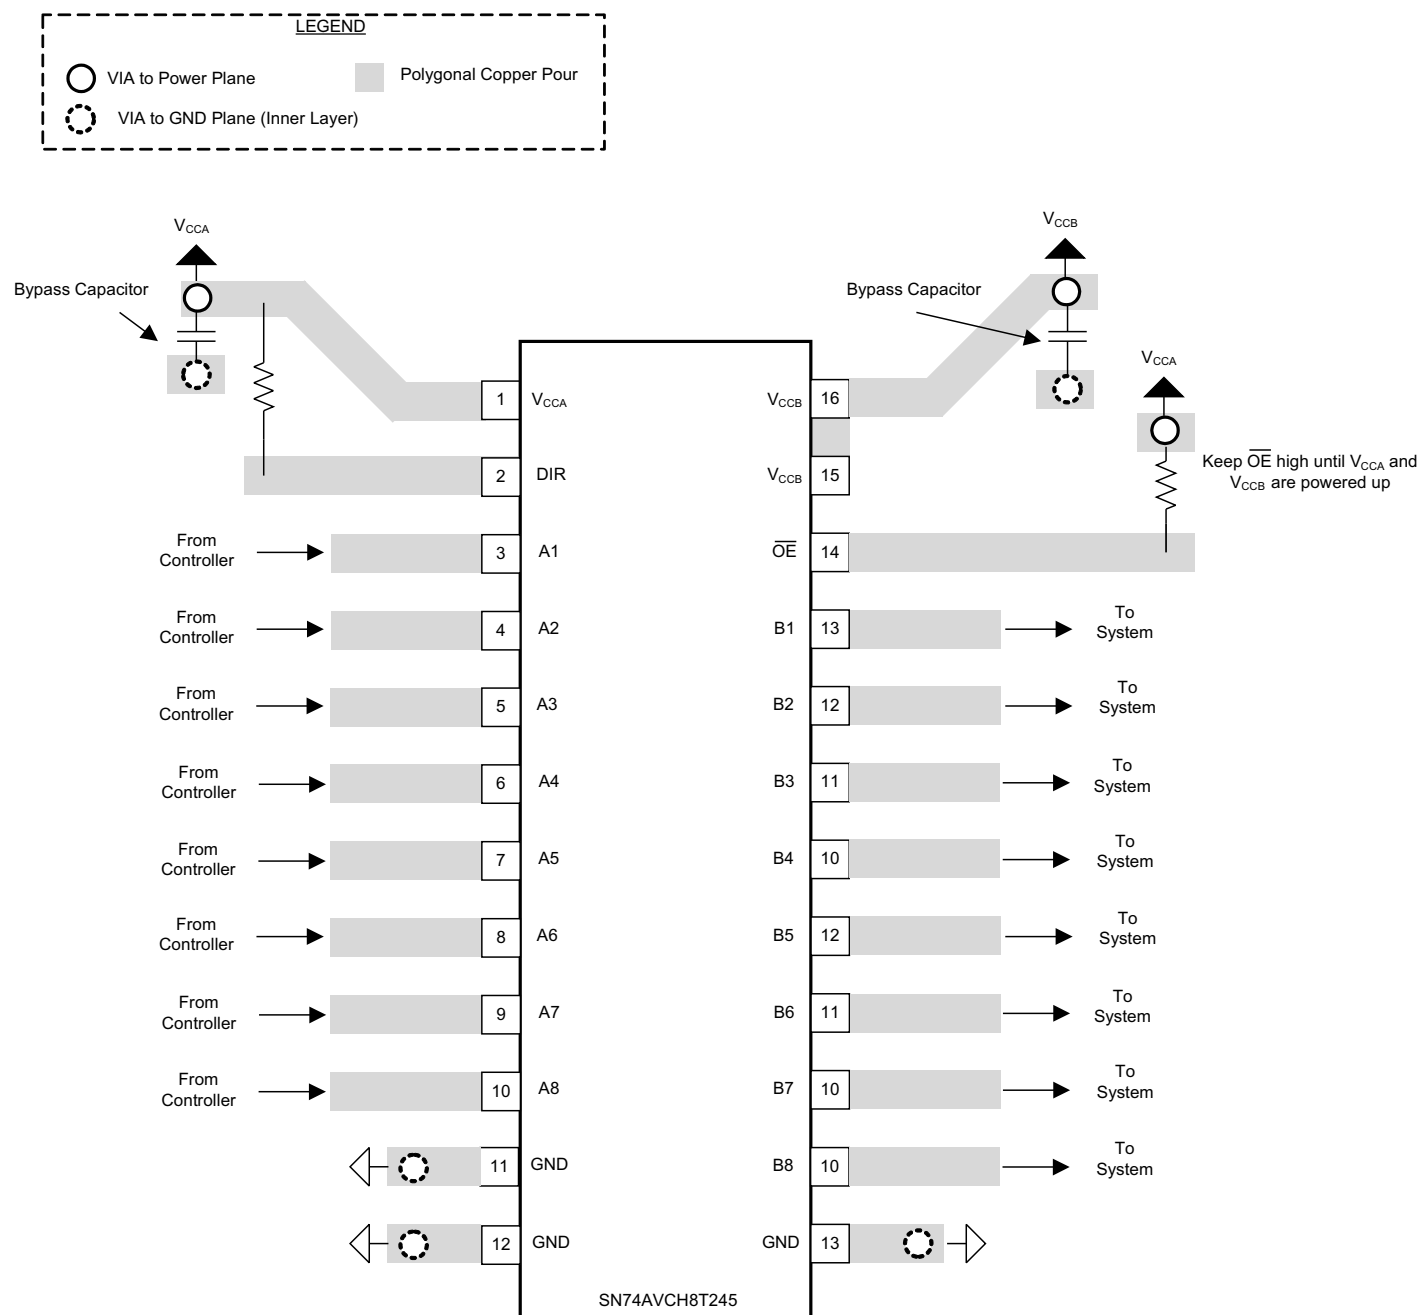 LEGEND
VIA to Power Plane
Polygonal Copper Pour
VIA to GND Plane (Inner Layer)
VCCA
VCCB
Bypass Capacitor
Bypass Capacitor
VCCA
Keep O̅E̅ high until VCCA and
VCCB are powered up
1 VCCA
VCCB 16
2 DIR
VCCB 15
From
Controller
3 A1
O̅E̅ 14
From
Controller
4 A2
B1 13
To
System
From
Controller
5 A3
B2 12
To
System
From
Controller
6 A4
B3 11
To
System
From
Controller
7 A5
B4 10
To
System
From
Controller
8 A6
B5 12
To
System
From
Controller
9 A7
B6 11
To
System
From
Controller
10 A8
B7 10
To
System
11 GND
B8 10
To
System
12 GND
GND 13
SN74AVCH8T245